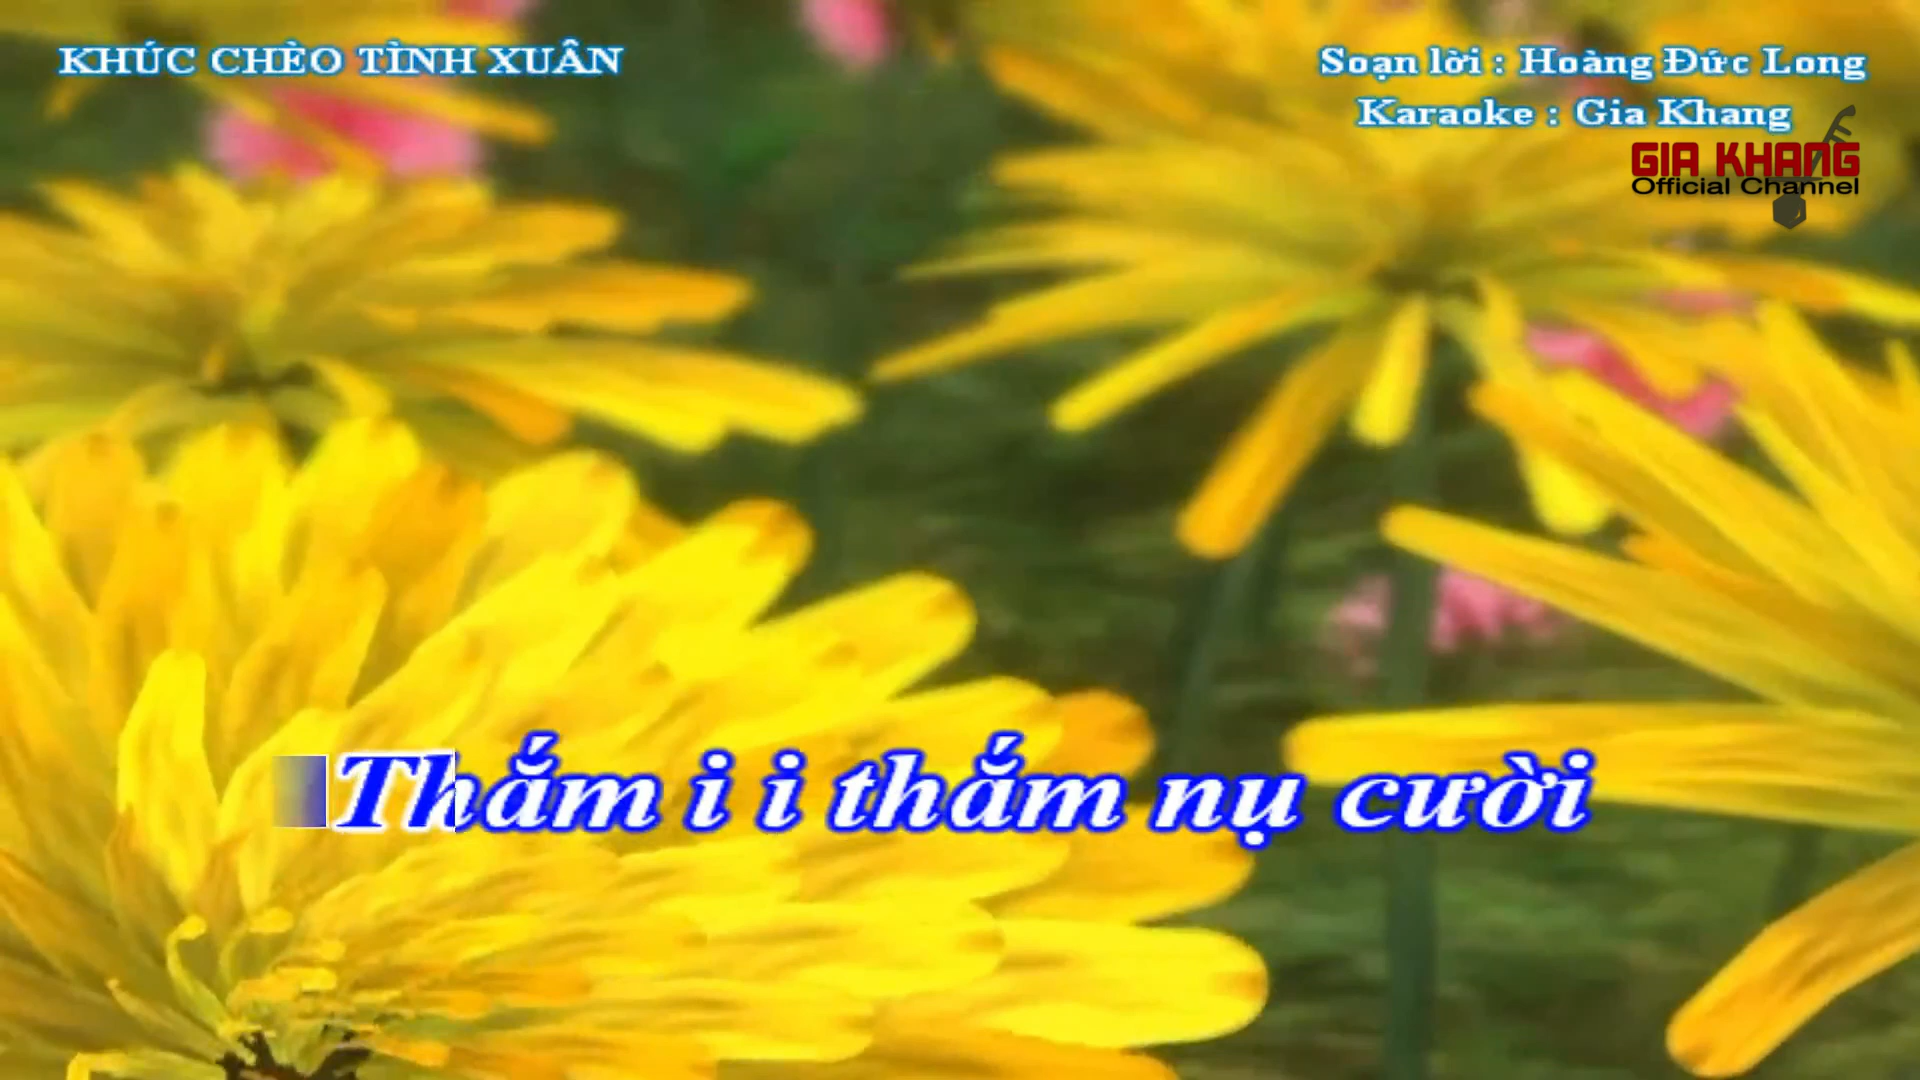 KHÚC CHÈO TÌNH XUÂN
Soạn lời : Hoàng Đức Long
Karaoke : Gia Khang
GIA KHANG
Official Channel
Thắm i i thắm nụ cười